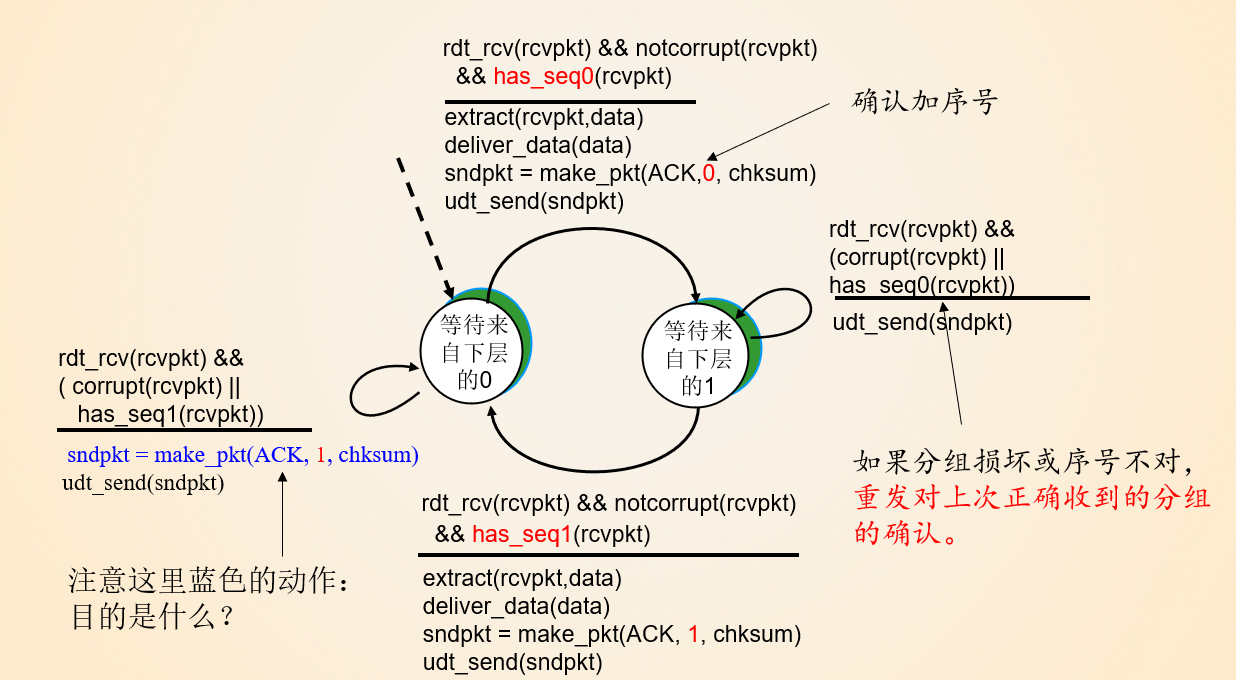 rdt_rcv(rcvpkt) && notcorrupt(rcvpkt)
&& has_seq0(rcvpkt)
extract(rcvpkt,data)
deliver_data(data)
sndpkt = make_pkt(ACK,0, chksum)
udt_send(sndpkt)
确认加序号
rdt_rcv(rcvpkt) &&
(corrupt(rcvpkt) ||
has_seq0(rcvpkt))
udt_send(sndpkt)
等待来
自下层
的0
等待来
自下层
的1
rdt_rcv(rcvpkt) &&
( corrupt(rcvpkt) ||
has_seq1(rcvpkt))
sndpkt = make_pkt(ACK, 1, chksum)
udt_send(sndpkt)
注意这里蓝色的动作：
目的是什么？
如果分组损坏或序号不对，
重发对上次正确收到的分组
的确认。
rdt_rcv(rcvpkt) && notcorrupt(rcvpkt)
&& has_seq1(rcvpkt)
extract(rcvpkt,data)
deliver_data(data)
sndpkt = make_pkt(ACK, 1, chksum)
udt_send(sndpkt)